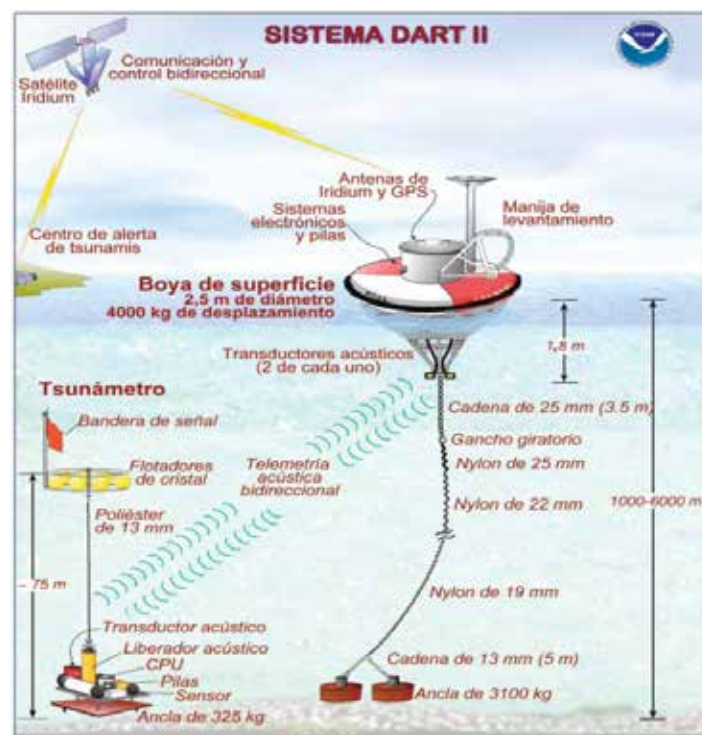 SISTEMA DART II
Comunicación y
control bidireccional
Satélite
Iridium
Antenas de
Iridium y GPS
Sistemas
electrónicos
y pilas
Manija de
levantamiento
Centro de alerta
de tsunamis
Boya de superficie
2,5 m de diámetro
4000 kg de desplazamiento
Transductores acústicos
(2 de cada uno)
1,8 m
Tsunámetro
Bandera de señal
Cadena de 25 mm (3.5 m)
Gancho giratorio
Flotadores
de cristal
Telemetría
acústica
bidireccional
Nylon de 25 mm
Poliéster
de 13 mm
Nylon de 22 mm
1000-6000 m
~ 75 m
Nylon de 19 mm
Transductor acústico
Liberador acústico
CPU
Pilas
Sensor
Ancla de 325 kg
Cadena de 13 mm (5 m)
Ancla de 3100 kg